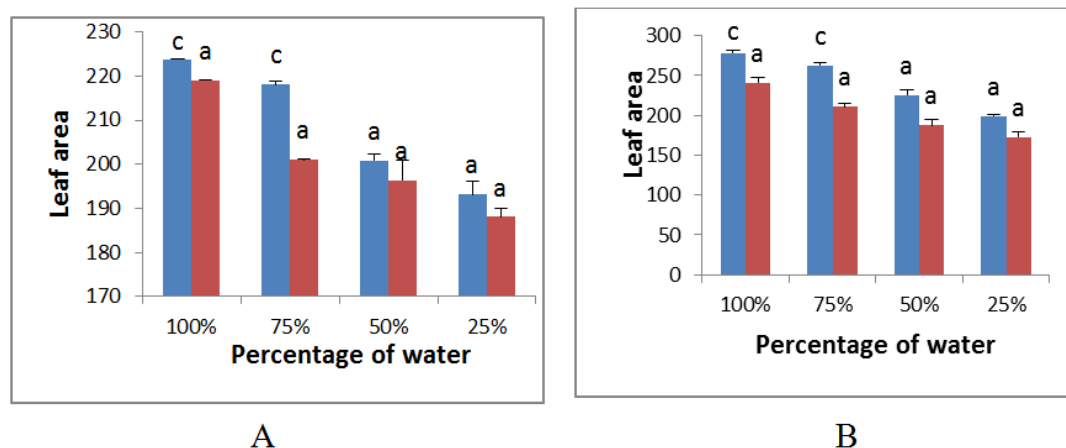 230
220
210
200
190
180
170
Leaf area
c a c a a a a a
100% 75% 50% 25%
Percentage of water
A
300
250
200
150
100
50
0
Leaf area
c a c a a a a a
100% 75% 50% 25%
Percentage of water
B